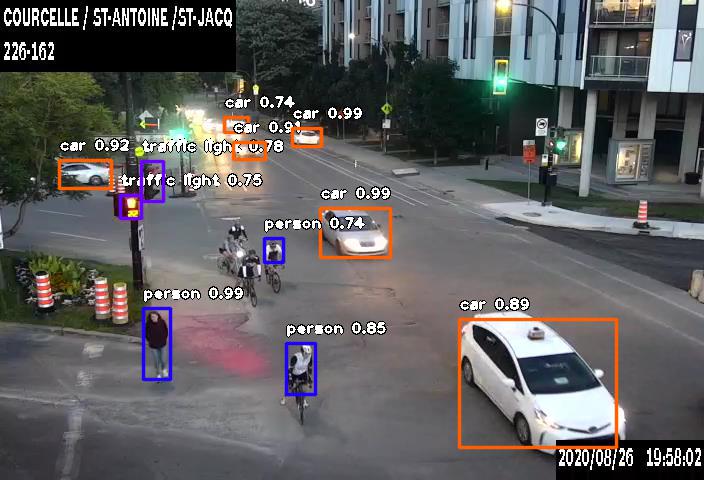 COURCELLE / ST-ANTOINE /ST-JACQ
226-162
car 0.74
car 0.99
car 0.91
car 0.92
traffic light 0.78
traffic light 0.75
car 0.99
person 0.74
person 0.99
car 0.89
person 0.85
2020/08/26 19:58:02